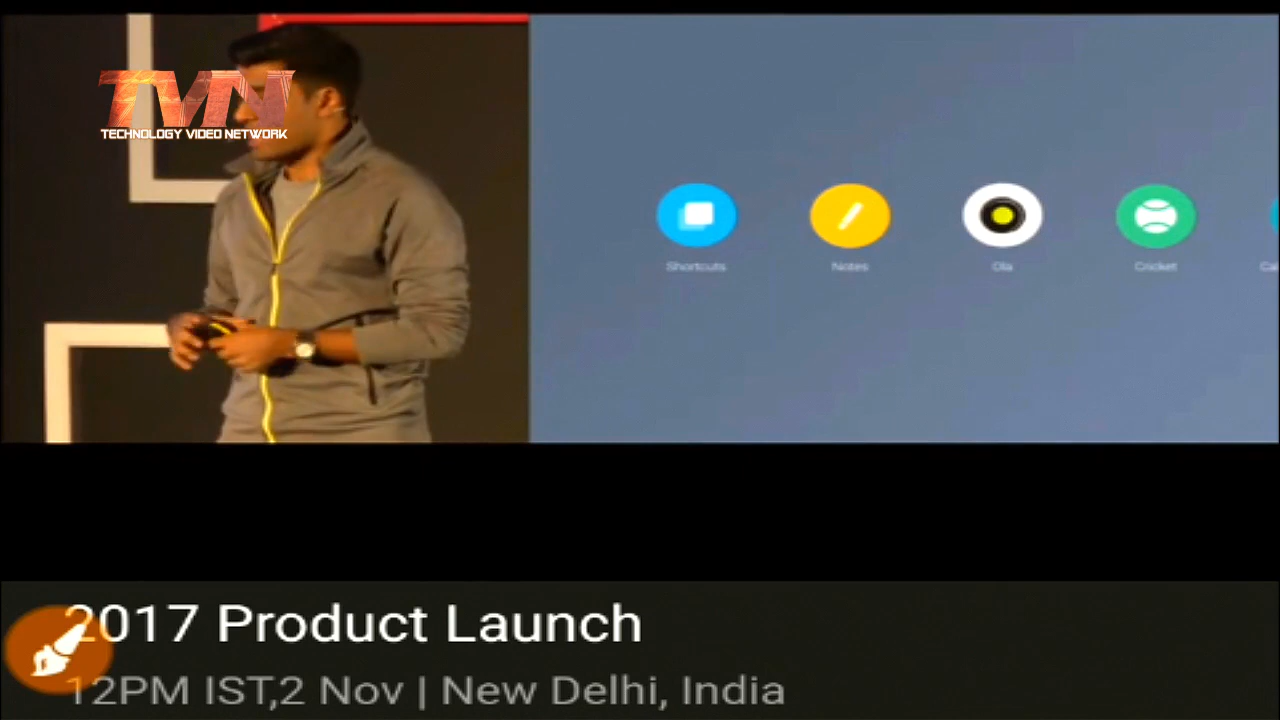 TVN
TECHNOLOGY VIDEO NETWORK
Shortcuts
Notes
Ola
Cricket
2017 Product Launch
12PM IST,2 Nov | New Delhi, India